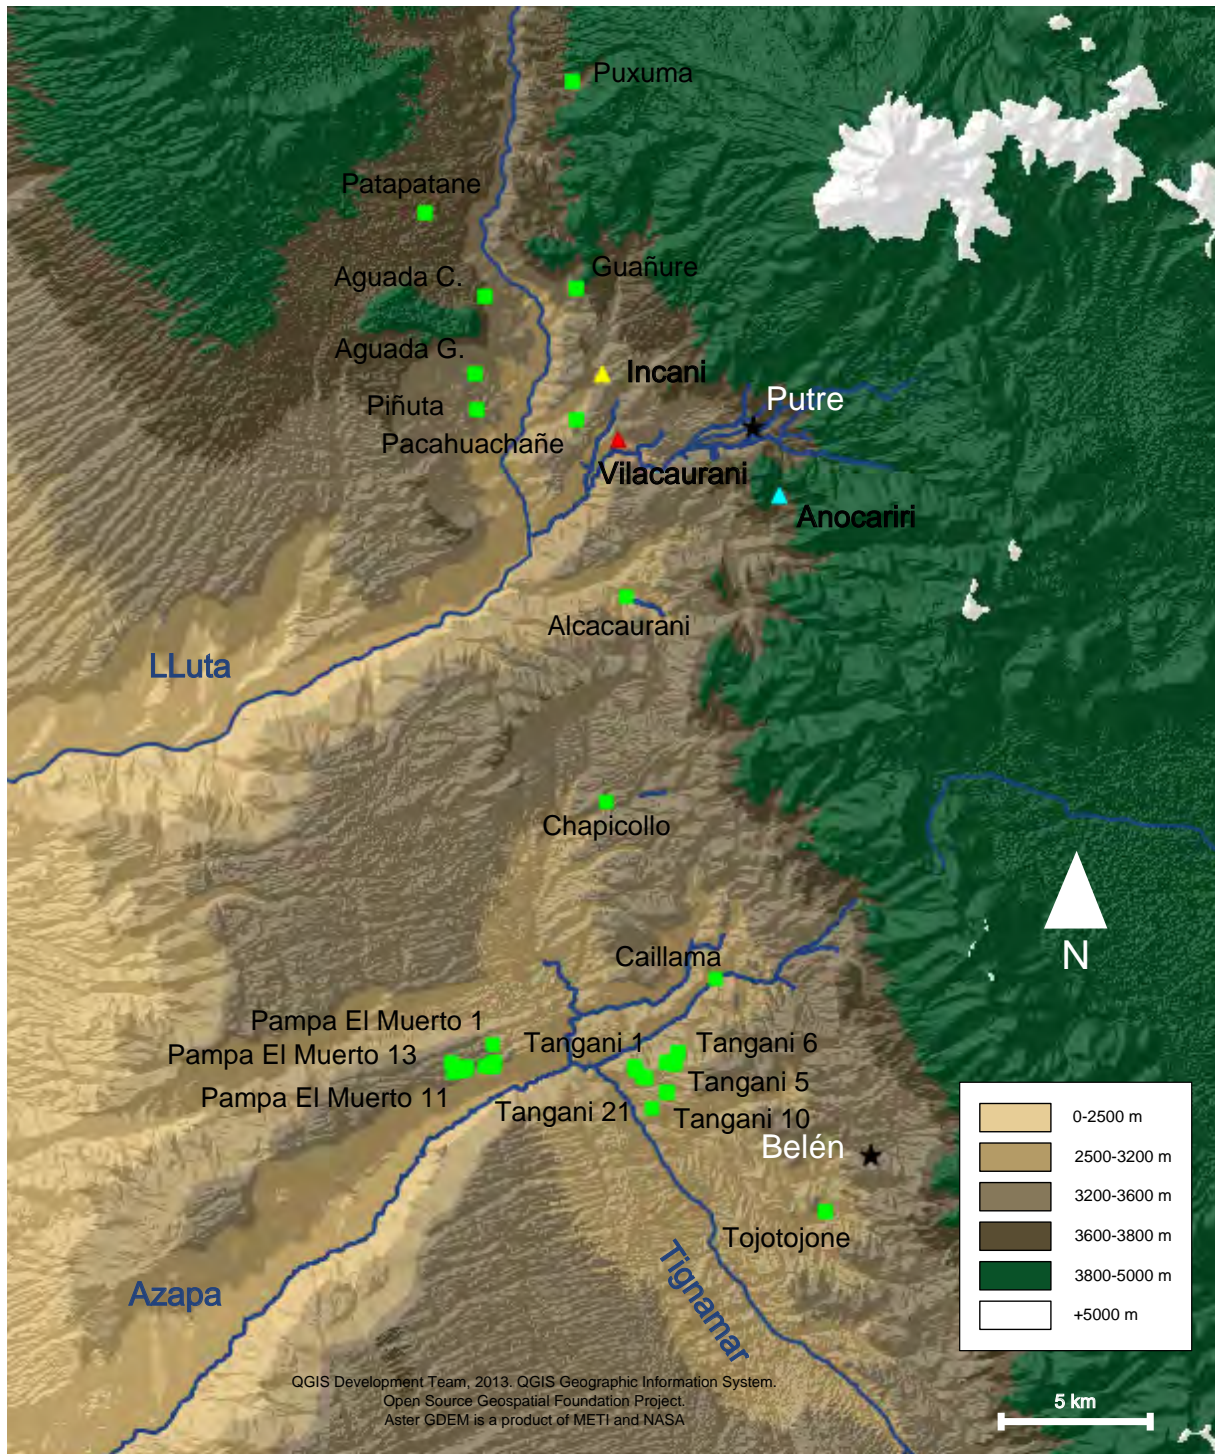 Puxuma
Patapatane
Guañure
Aguada C.
Aguada G.
Incani
Putre
Piñuta
Pacahuachañe
Vilacaurani
Anocariri
Alcacaurani
LLuta
Chapicollo
N
Caillama
Pampa El Muerto 1
Tangani 1
Tangani 6
Pampa El Muerto 13
Tangani 5
Pampa El Muerto 11
Tangani 21
Tangani 10
Belén
Tojotojone
Tignamar
Azapa
0-2500 m
2500-3200 m
3200-3600 m
3600-3800 m
3800-5000 m
+5000 m
QGIS Development Team, 2013. QGIS Geographic Information System.
Open Source Geospatial Foundation Project.
Aster GDEM is a product of METI and NASA
5 km